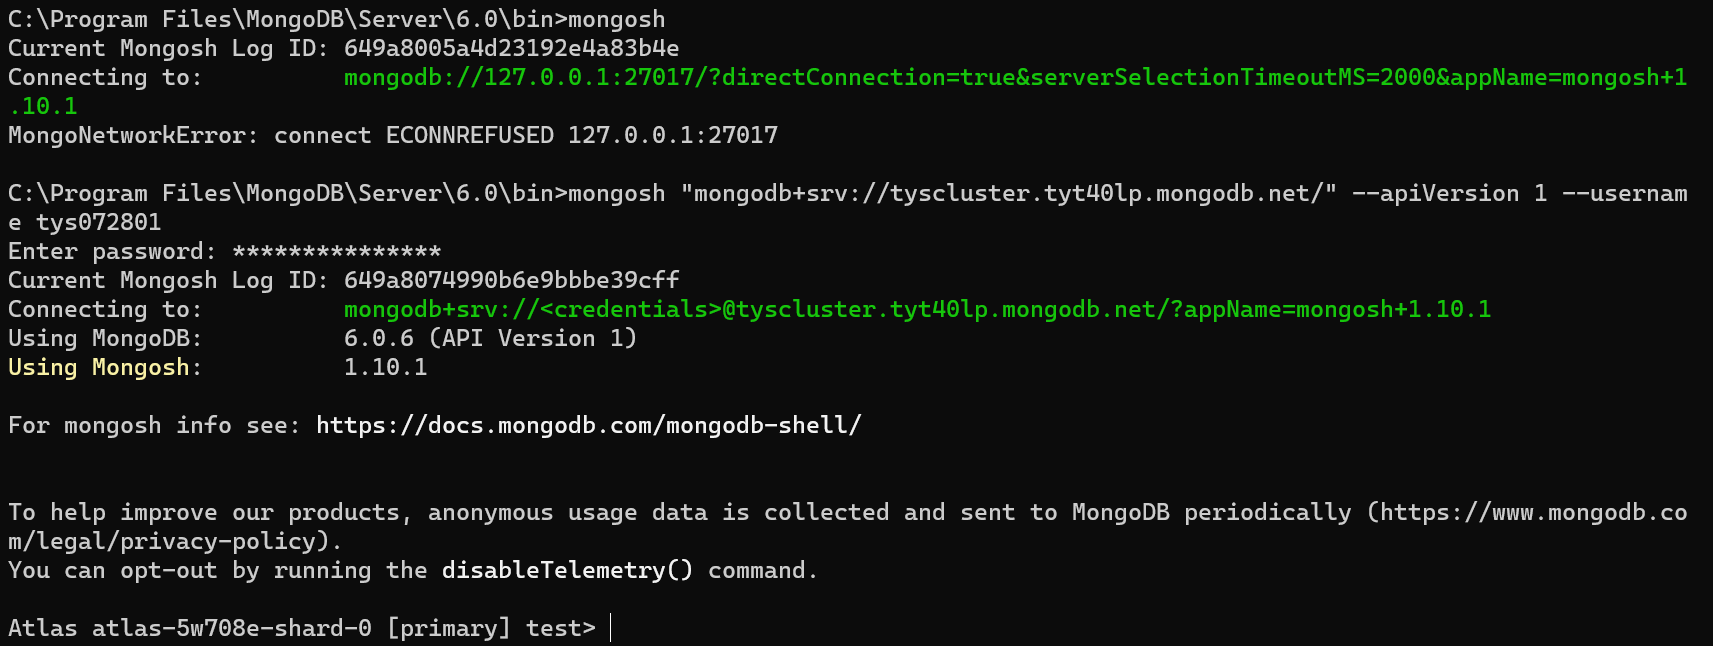 C:\Program Files\MongoDB\Server\6.0\bin>mongosh
Current Mongosh Log ID: 649a8005a4d23192e4a83b4e
Connecting to:          mongodb://127.0.0.1:27017/?directConnection=true&serverSelectionTimeoutMS=2000&appName=mongosh+1
.10.1
MongoNetworkError: connect ECONNREFUSED 127.0.0.1:27017
C:\Program Files\MongoDB\Server\6.0\bin>mongosh "mongodb+srv://tyscluster.tyt40lp.mongodb.net/" --apiVersion 1 --usernam
e tys072801
Enter password: ***************
Current Mongosh Log ID: 649a8074990b6e9bbbe39cff
Connecting to:          mongodb+srv://<credentials>@tyscluster.tyt40lp.mongodb.net/?appName=mongosh+1.10.1
Using MongoDB:          6.0.6 (API Version 1)
Using Mongosh:          1.10.1
For mongosh info see: https://docs.mongodb.com/mongodb-shell/
To help improve our products, anonymous usage data is collected and sent to MongoDB periodically (https://www.mongodb.co
m/legal/privacy-policy).
You can opt-out by running the disableTelemetry() command.
Atlas atlas-5w708e-shard-0 [primary] test>